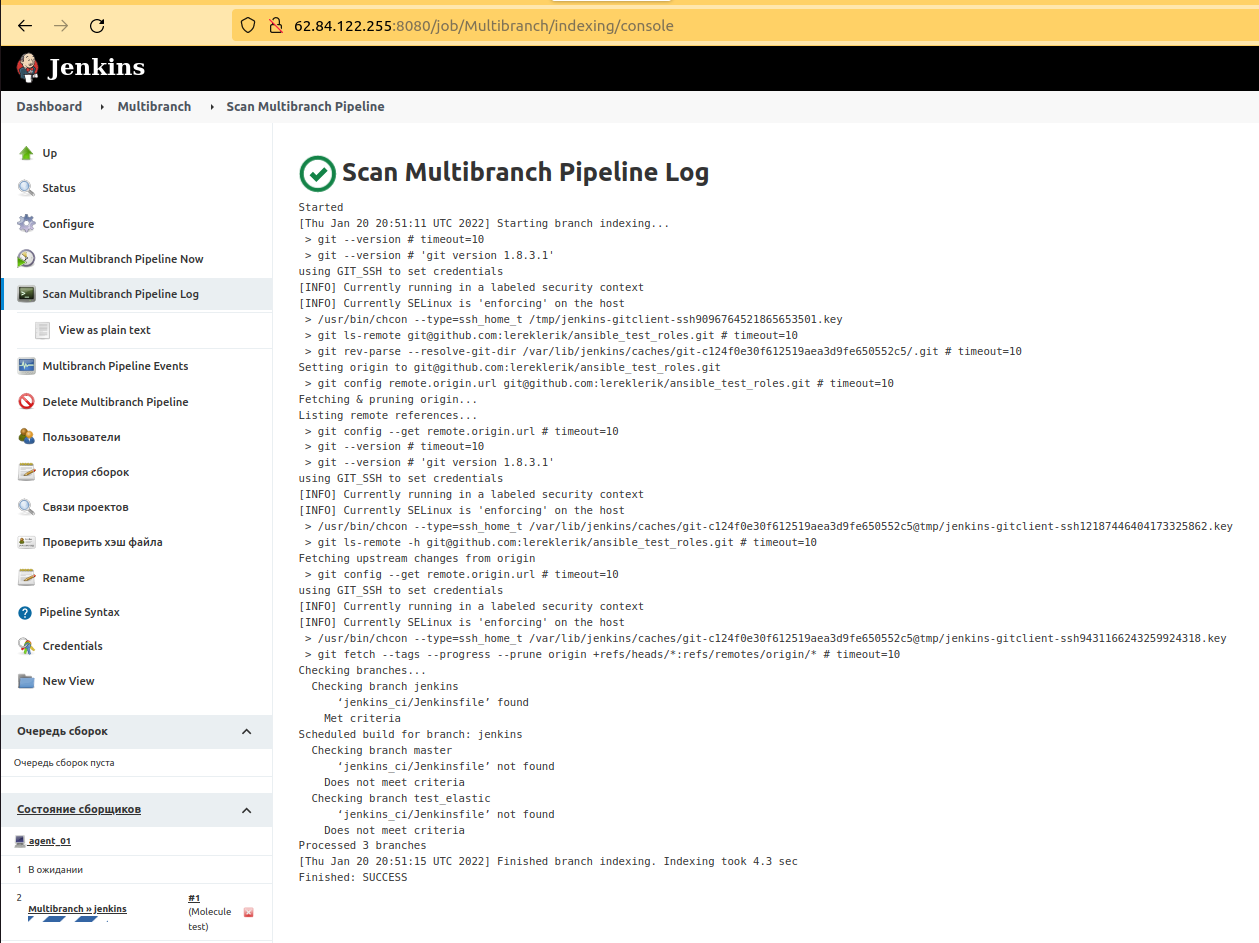 62.84.122.255:8080/job/Multibranch/indexing/console
Jenkins
Dashboard Multibranch Scan Multibranch Pipeline
Up
Status
Configure
Scan Multibranch Pipeline Now
Scan Multibranch Pipeline Log
View as plain text
Multibranch Pipeline Events
Delete Multibranch Pipeline
Пользователи
История сборок
Связи проектов
Проверить хэш файла
Rename
Pipeline Syntax
Credentials
New View
Очередь сборок
Очередь сборок пуста
Состояние сборщиков
agent_01
1 В ожидании
2 Multibranch » jenkins #1
(Molecule
test)
Scan Multibranch Pipeline Log
Started
[Thu Jan 20 20:51:11 UTC 2022] Starting branch indexing...
> git --version # timeout=10
> git --version # 'git version 1.8.3.1'
using GIT_SSH to set credentials
[INFO] Currently running in a labeled security context
[INFO] Currently SELinux is 'enforcing' on the host
> /usr/bin/chcon --type=ssh_home_t /tmp/jenkins-gitclient-ssh9096764521865653501.key
> git ls-remote git@github.com:lereklerik/ansible_test_roles.git # timeout=10
> git rev-parse --resolve-git-dir /var/lib/jenkins/caches/git-c124f0e30f612519aea3d9fe650552c5/.git # timeout=10
Setting origin to git@github.com:lereklerik/ansible_test_roles.git
> git config remote.origin.url git@github.com:lereklerik/ansible_test_roles.git # timeout=10
Fetching & pruning origin...
Listing remote references...
> git config --get remote.origin.url # timeout=10
> git --version # timeout=10
> git --version # 'git version 1.8.3.1'
using GIT_SSH to set credentials
[INFO] Currently running in a labeled security context
[INFO] Currently SELinux is 'enforcing' on the host
> /usr/bin/chcon --type=ssh_home_t /var/lib/jenkins/caches/git-c124f0e30f612519aea3d9fe650552c5@tmp/jenkins-gitclient-ssh12187446404173325862.key
> git ls-remote -h git@github.com:lereklerik/ansible_test_roles.git # timeout=10
Fetching upstream changes from origin
> git config --get remote.origin.url # timeout=10
using GIT_SSH to set credentials
[INFO] Currently running in a labeled security context
[INFO] Currently SELinux is 'enforcing' on the host
> /usr/bin/chcon --type=ssh_home_t /var/lib/jenkins/caches/git-c124f0e30f612519aea3d9fe650552c5@tmp/jenkins-gitclient-ssh9431166243259924318.key
> git fetch --tags --progress --prune origin +refs/heads/*:refs/remotes/origin/* # timeout=10
Checking branches...
Checking branch jenkins
‘jenkins_ci/Jenkinsfile’ found
Met criteria
Scheduled build for branch: jenkins
Checking branch master
‘jenkins_ci/Jenkinsfile’ not found
Does not meet criteria
Checking branch test_elastic
‘jenkins_ci/Jenkinsfile’ not found
Does not meet criteria
Processed 3 branches
[Thu Jan 20 20:51:15 UTC 2022] Finished branch indexing. Indexing took 4.3 sec
Finished: SUCCESS